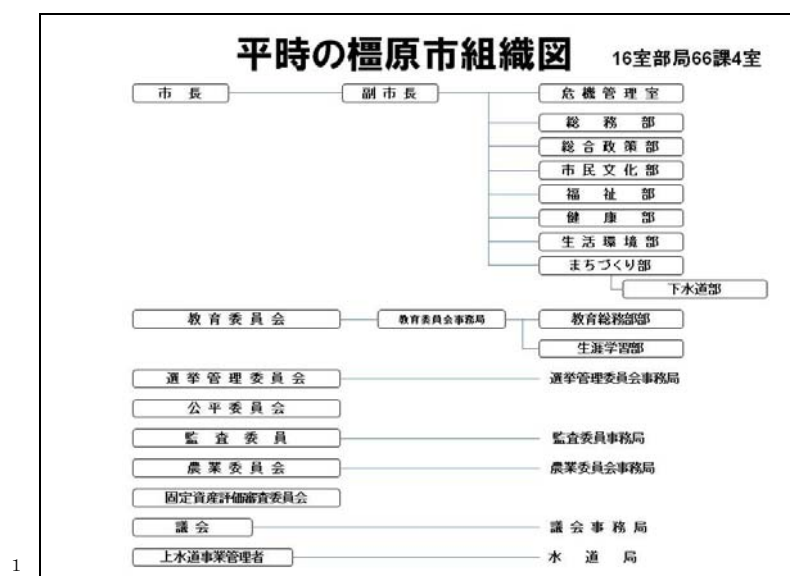 平時の橿原市組織図 16室部局66課4室
市長 副市長 危機管理室
総務部
総合政策部
市民文化部
福祉部
健康部
生活環境部
まちづくり部
下水道部
教育委員会 教育委員会事務局 教育総務部部
生涯学習部
選挙管理委員会 選挙管理委員会事務局
公平委員会
監査委員 監査委員事務局
農業委員会 農業委員会事務局
固定資産評価審査委員会
議会 議会事務局
上水道事業管理者 水道局
1